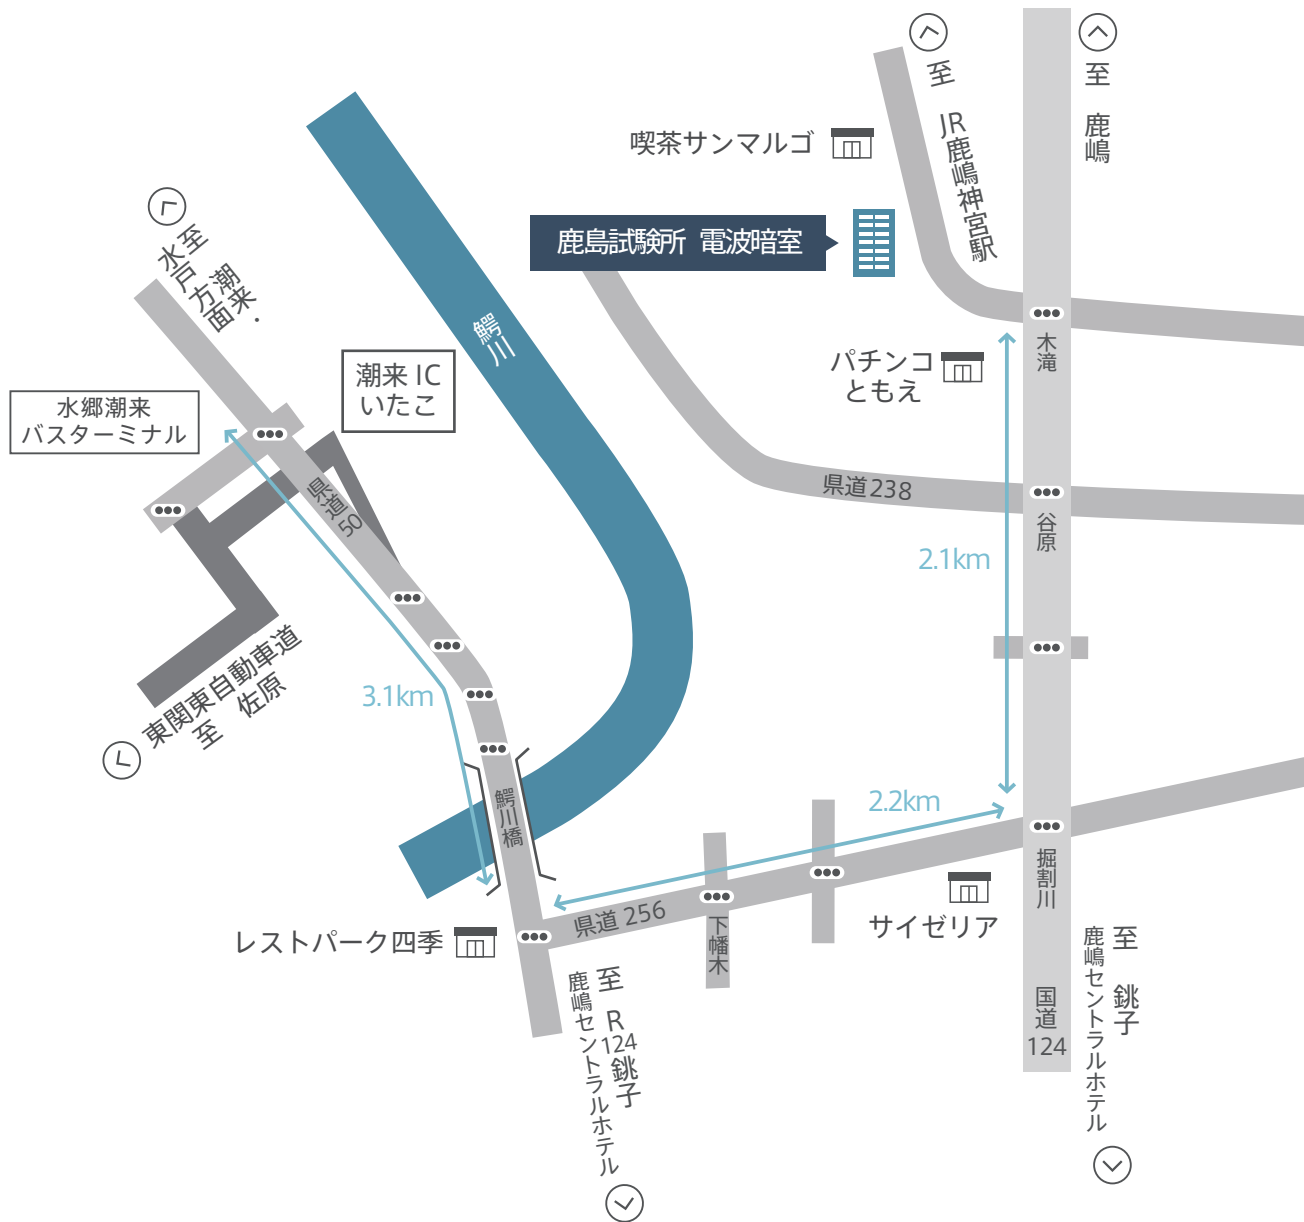 至 鹿嶋
至 JR鹿嶋神宮駅
喫茶サンマルゴ
鹿島試験所 電波暗室
至 潮来・
水戸方面
鰐川
木滝
パチンコ
ともえ
潮来 IC
いたこ
水郷潮来
バスターミナル
県道 50
県道 238
谷原
2.1km
東関東自動車道
至 佐原
3.1km
鰐川橋
2.2km
掘割川
サイゼリア
県道 256
下幡木
レストパーク四季
至 R124 銚子
鹿嶋セントラルホテル
国道
124
至 銚子
鹿嶋セントラルホテル